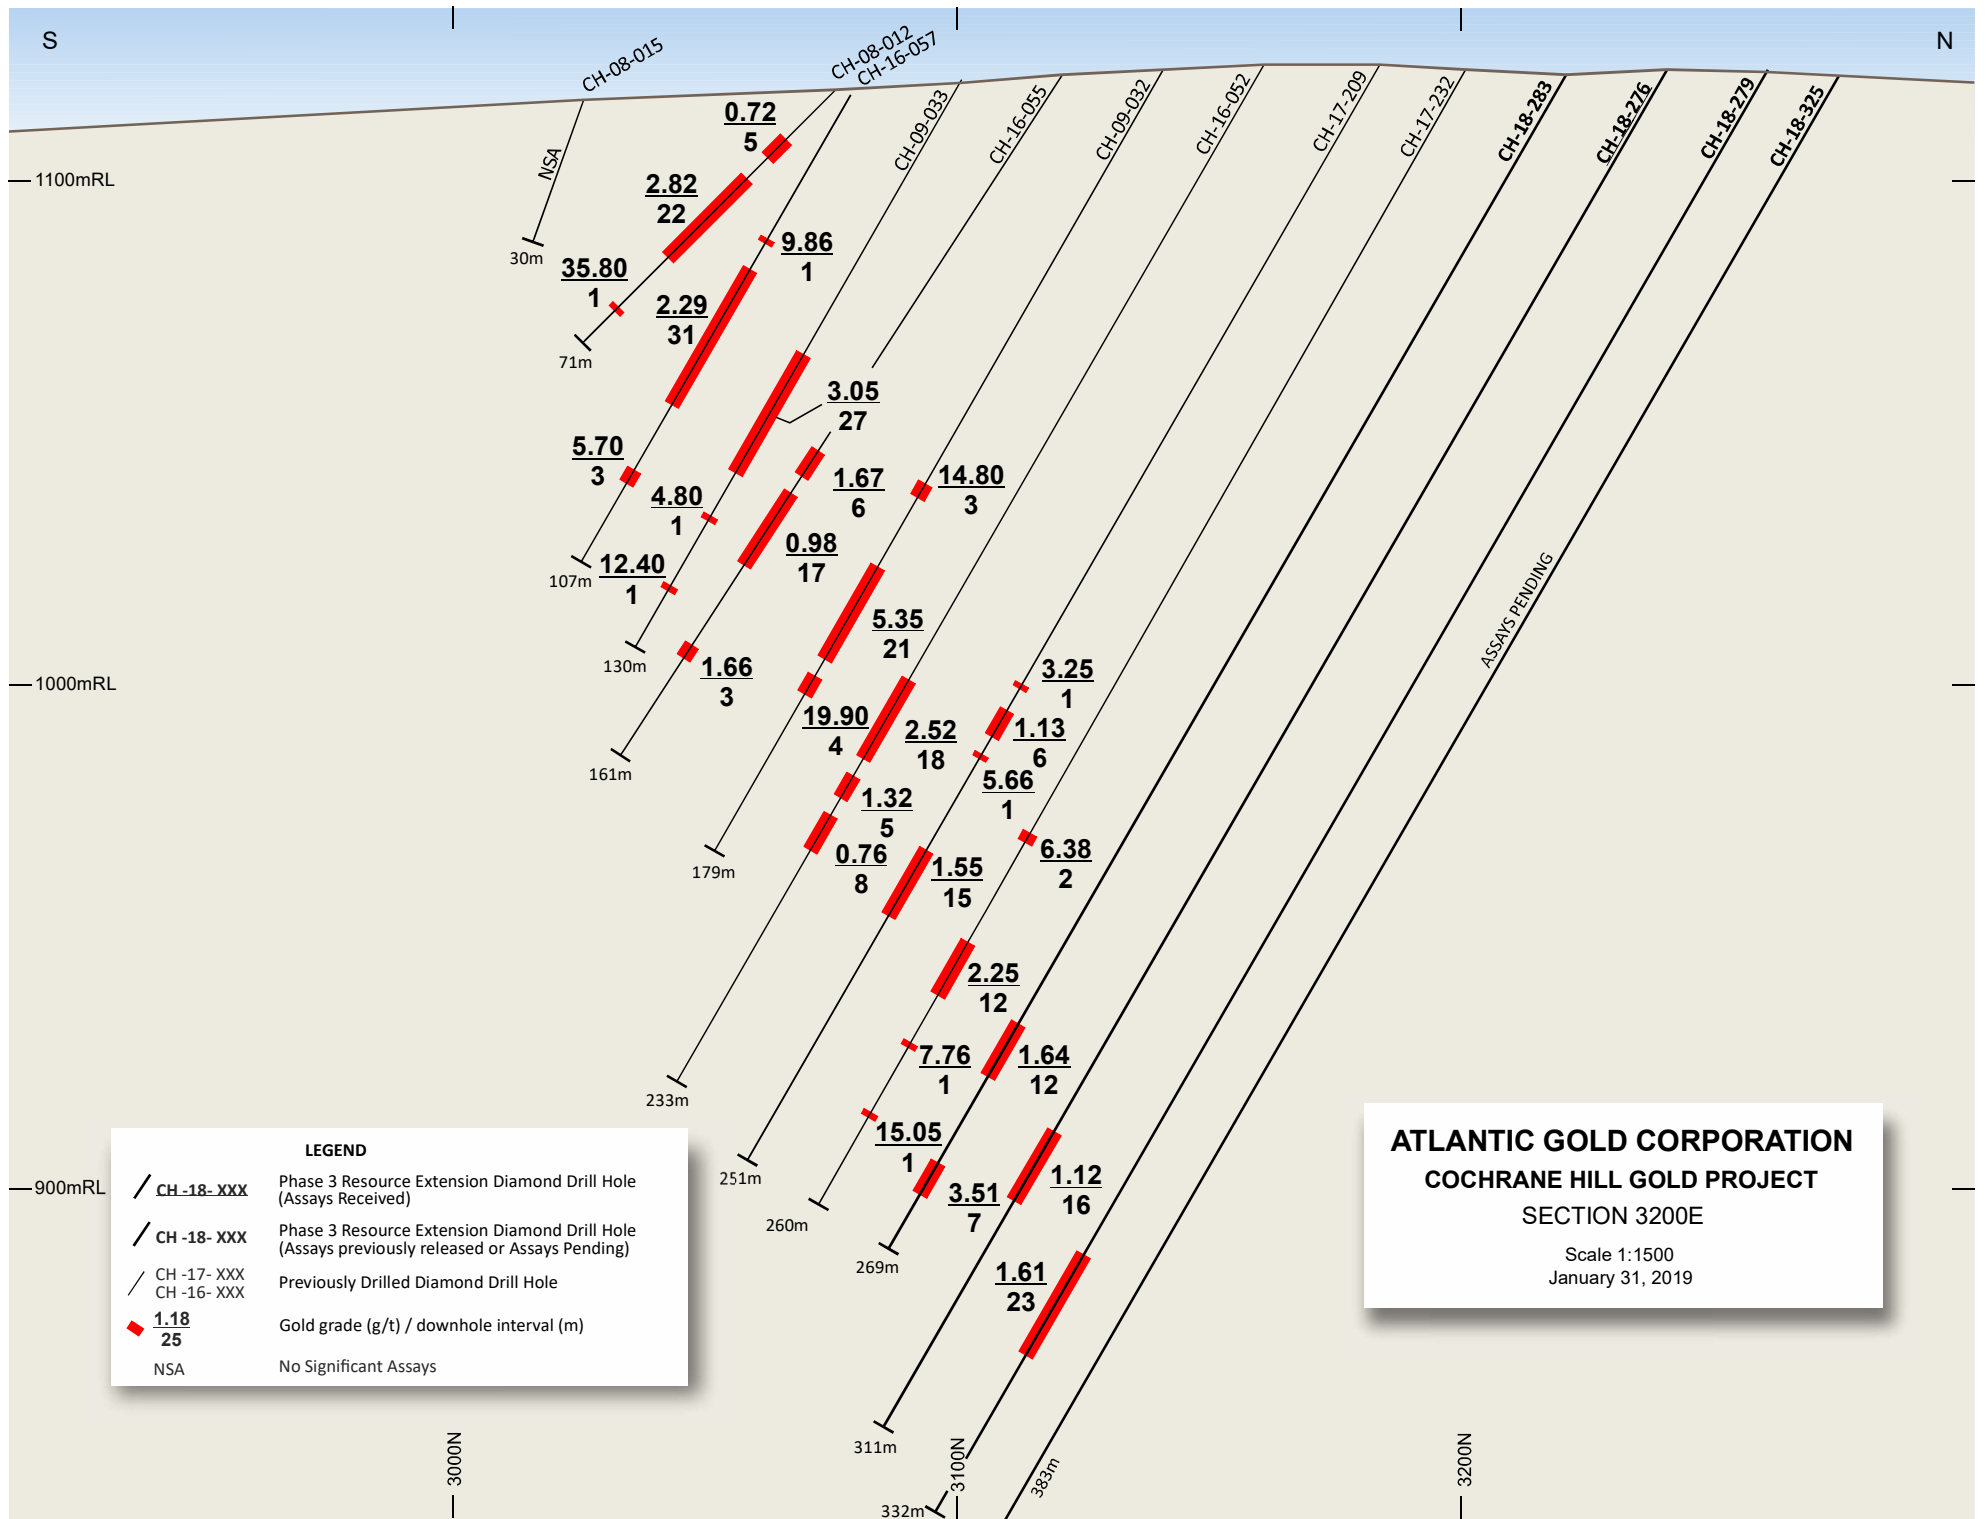 S
N
CH-08-015
CH-08-012
CH-16-057
CH-09-033
CH-16-055
CH-09-032
CH-16-052
CH-17-209
CH-17-232
CH-18-283
CH-18-276
CH-18-279
CH-18-325
1100mRL
1000mRL
900mRL
NSA
30m
0.72
5
2.82
22
35.80
1
71m
9.86
1
2.29
31
5.70
3
107m
3.05
27
4.80
1
12.40
1
130m
1.67
6
0.98
17
1.66
3
161m
14.80
3
5.35
21
19.90
4
179m
2.52
18
1.32
5
0.76
8
233m
3.25
1
1.13
6
5.66
1
1.55
15
251m
6.38
2
2.25
12
7.76
1
15.05
1
260m
1.64
12
3.51
7
269m
1.12
16
311m
1.61
23
332m
ASSAYS PENDING
383m
3000N
3100N
3200N
LEGEND
CH -18- XXX
Phase 3 Resource Extension Diamond Drill Hole
(Assays Received)
CH -18- XXX
Phase 3 Resource Extension Diamond Drill Hole
(Assays previously released or Assays Pending)
CH -17- XXX
CH -16- XXX
Previously Drilled Diamond Drill Hole
1.18
25
Gold grade (g/t) / downhole interval (m)
NSA
No Significant Assays
ATLANTIC GOLD CORPORATION
COCHRANE HILL GOLD PROJECT
SECTION 3200E
Scale 1:1500
January 31, 2019